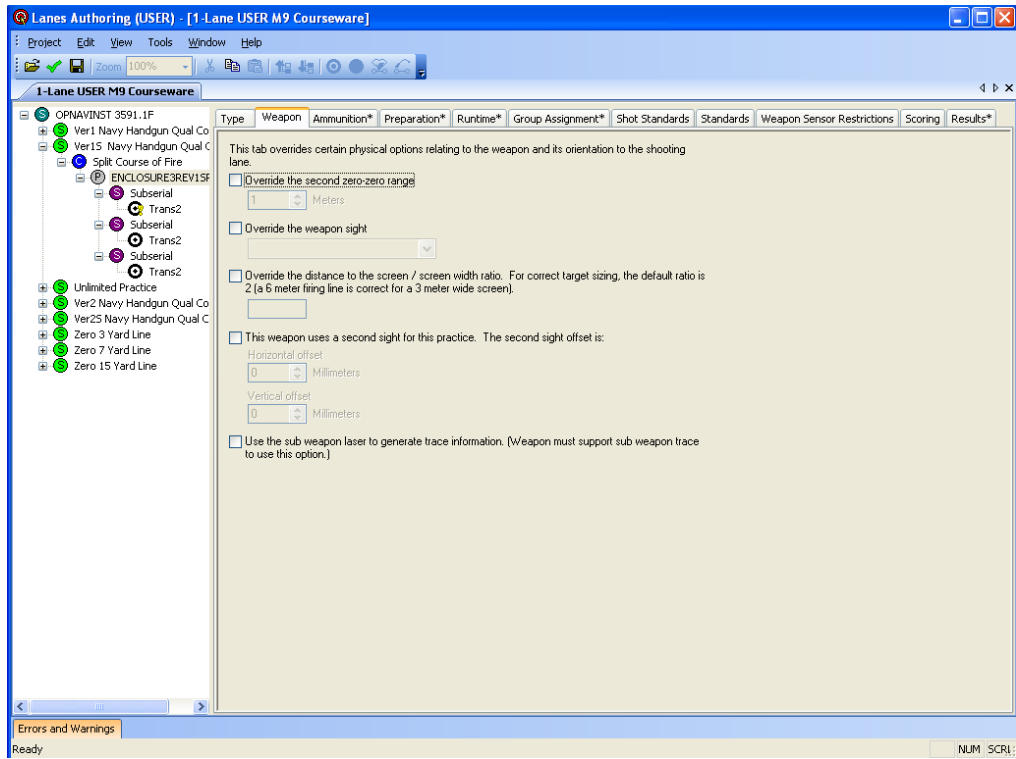 Lanes Authoring (USER) - [1-Lane USER M9 Courseware]
Project Edit View Tools Window Help
Zoom 100%
1-Lane USER M9 Courseware
S OPNAVINST 3591.1F
S Ver1 Navy Handgun Qual Co
S Ver1S Navy Handgun Qual C
C Split Course of Fire
P ENCLOSURE3REV1SF
S Subserial
Trans2
S Subserial
Trans2
S Subserial
Trans2
S Unlimited Practice
S Ver2 Navy Handgun Qual Co
S Ver2S Navy Handgun Qual C
S Zero 3 Yard Line
S Zero 7 Yard Line
S Zero 15 Yard Line
Type Weapon Ammunition* Preparation* Runtime* Group Assignment* Shot Standards Standards Weapon Sensor Restrictions Scoring Results*
This tab overrides certain physical options relating to the weapon and its orientation to the shooting
lane.
Override the second zero-zero range
1 Meters
Override the weapon sight
Override the distance to the screen / screen width ratio. For correct target sizing, the default ratio is
2 (a 6 meter firing line is correct for a 3 meter wide screen).
This weapon uses a second sight for this practice. The second sight offset is:
Horizontal offset
0 Millimeters
Vertical offset
0 Millimeters
Use the sub weapon laser to generate trace information. (Weapon must support sub weapon trace
to use this option.)
Errors and Warnings
Ready NUM SCRL